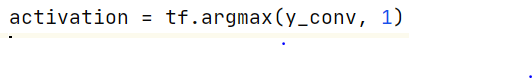 activation = tf.argmax(y_conv, 1)